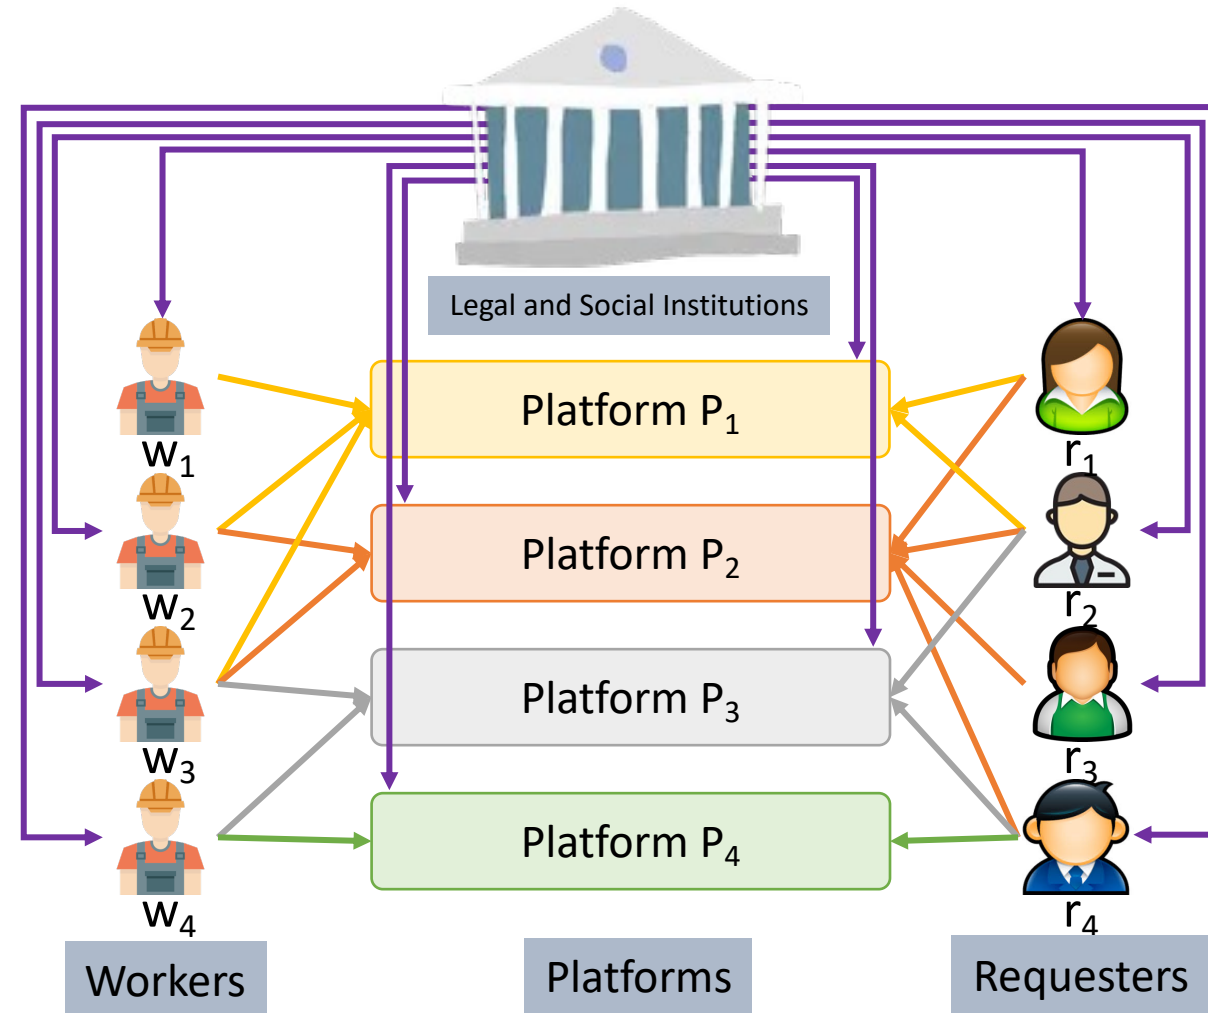 Legal and Social Institutions
Platform P₁
Platform P₂
Platform P₃
Platform P₄
w₁
w₂
w₃
w₄
r₁
r₂
r₃
r₄
Workers
Platforms
Requesters